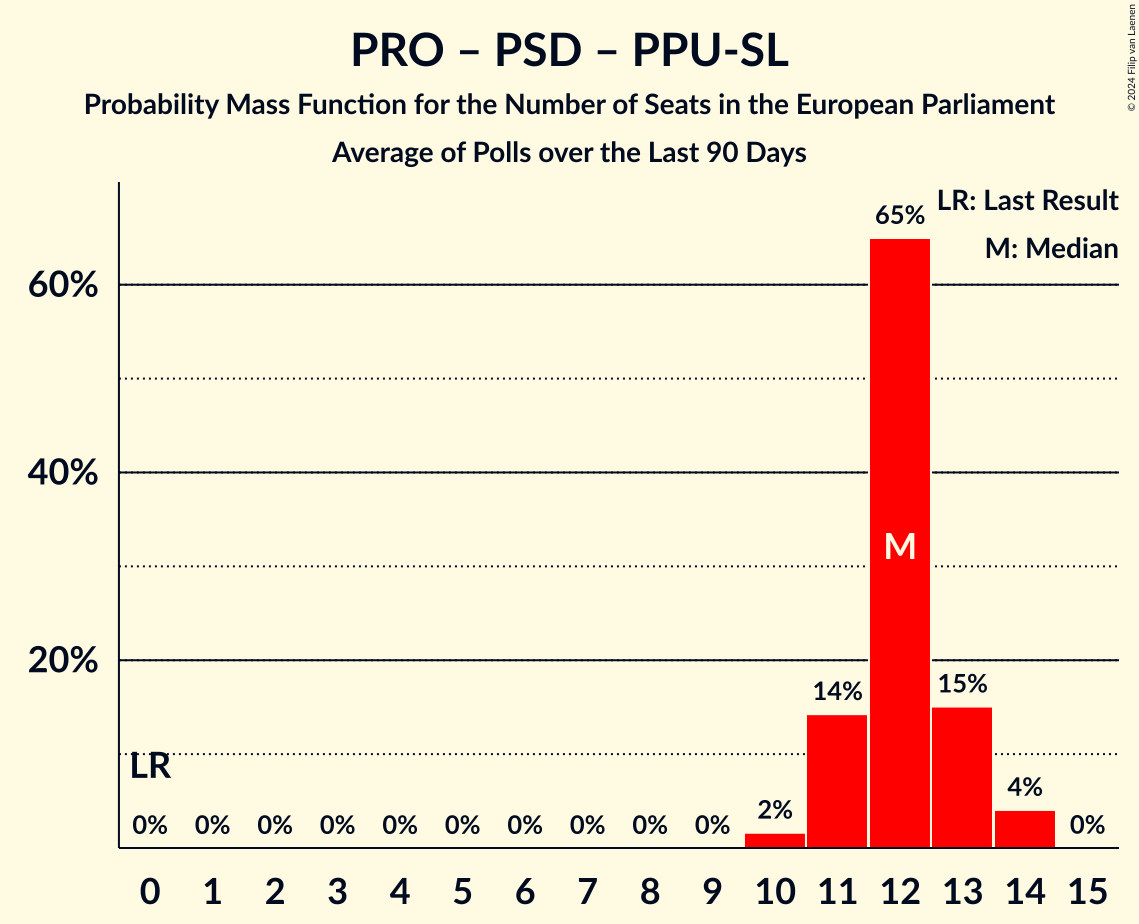 PRO – PSD – PPU-SL
Probability Mass Function for the Number of Seats in the European Parliament
Average of Polls over the Last 90 Days
© 2024 Filip van Laenen
LR: Last Result
M: Median
60%
40%
20%
65%
M
14%
15%
LR
0% 0% 0% 0% 0% 0% 0% 0% 0% 0% 2% 4% 0%
0 1 2 3 4 5 6 7 8 9 10 11 12 13 14 15